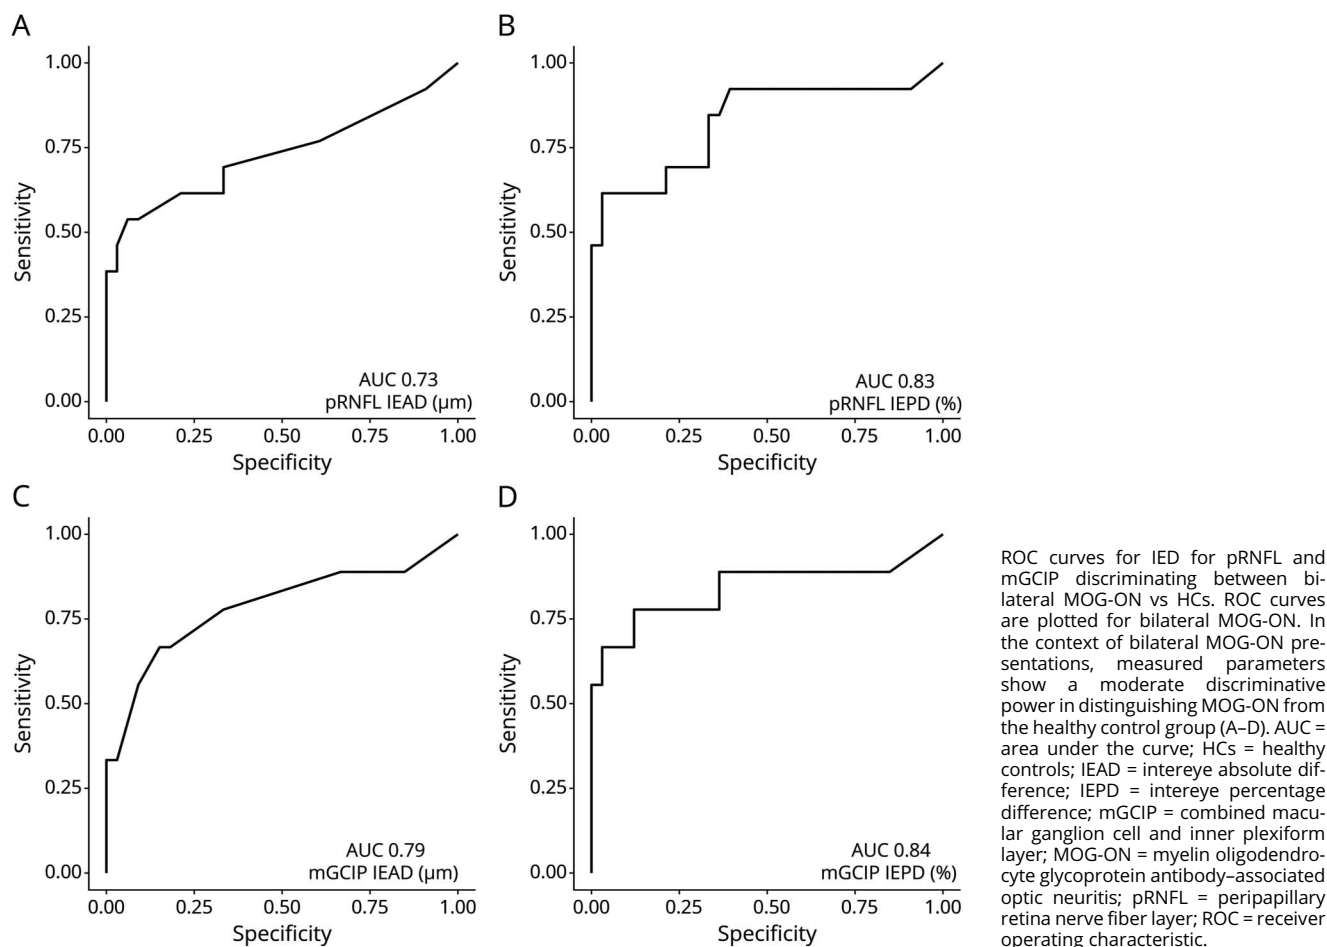 A
1.00
0.75
0.50
0.25
0.00
Sensitivity
AUC 0.73
pRNFL IEAD (µm)
0.00 0.25 0.50 0.75 1.00
Specificity
B
1.00
0.75
0.50
0.25
0.00
Sensitivity
AUC 0.83
pRNFL IEPD (%)
0.00 0.25 0.50 0.75 1.00
Specificity
C
1.00
0.75
0.50
0.25
0.00
Sensitivity
AUC 0.79
mGCIP IEAD (µm)
0.00 0.25 0.50 0.75 1.00
Specificity
D
1.00
0.75
0.50
0.25
0.00
Sensitivity
AUC 0.84
mGCIP IEPD (%)
0.00 0.25 0.50 0.75 1.00
Specificity
ROC curves for IED for pRNFL and
mGCIP discriminating between bi-
lateral MOG-ON vs HCs. ROC curves
are plotted for bilateral MOG-ON. In
the context of bilateral MOG-ON pre-
sentations, measured parameters
show a moderate discriminative
power in distinguishing MOG-ON from
the healthy control group (A–D). AUC =
area under the curve; HCs = healthy
controls; IEAD = intereye absolute dif-
ference; IEPD = intereye percentage
difference; mGCIP = combined macu-
lar ganglion cell and inner plexiform
layer; MOG-ON = myelin oligodendro-
cyte glycoprotein antibody–associated
optic neuritis; pRNFL = peripapillary
retina nerve fiber layer; ROC = receiver
operating characteristic.